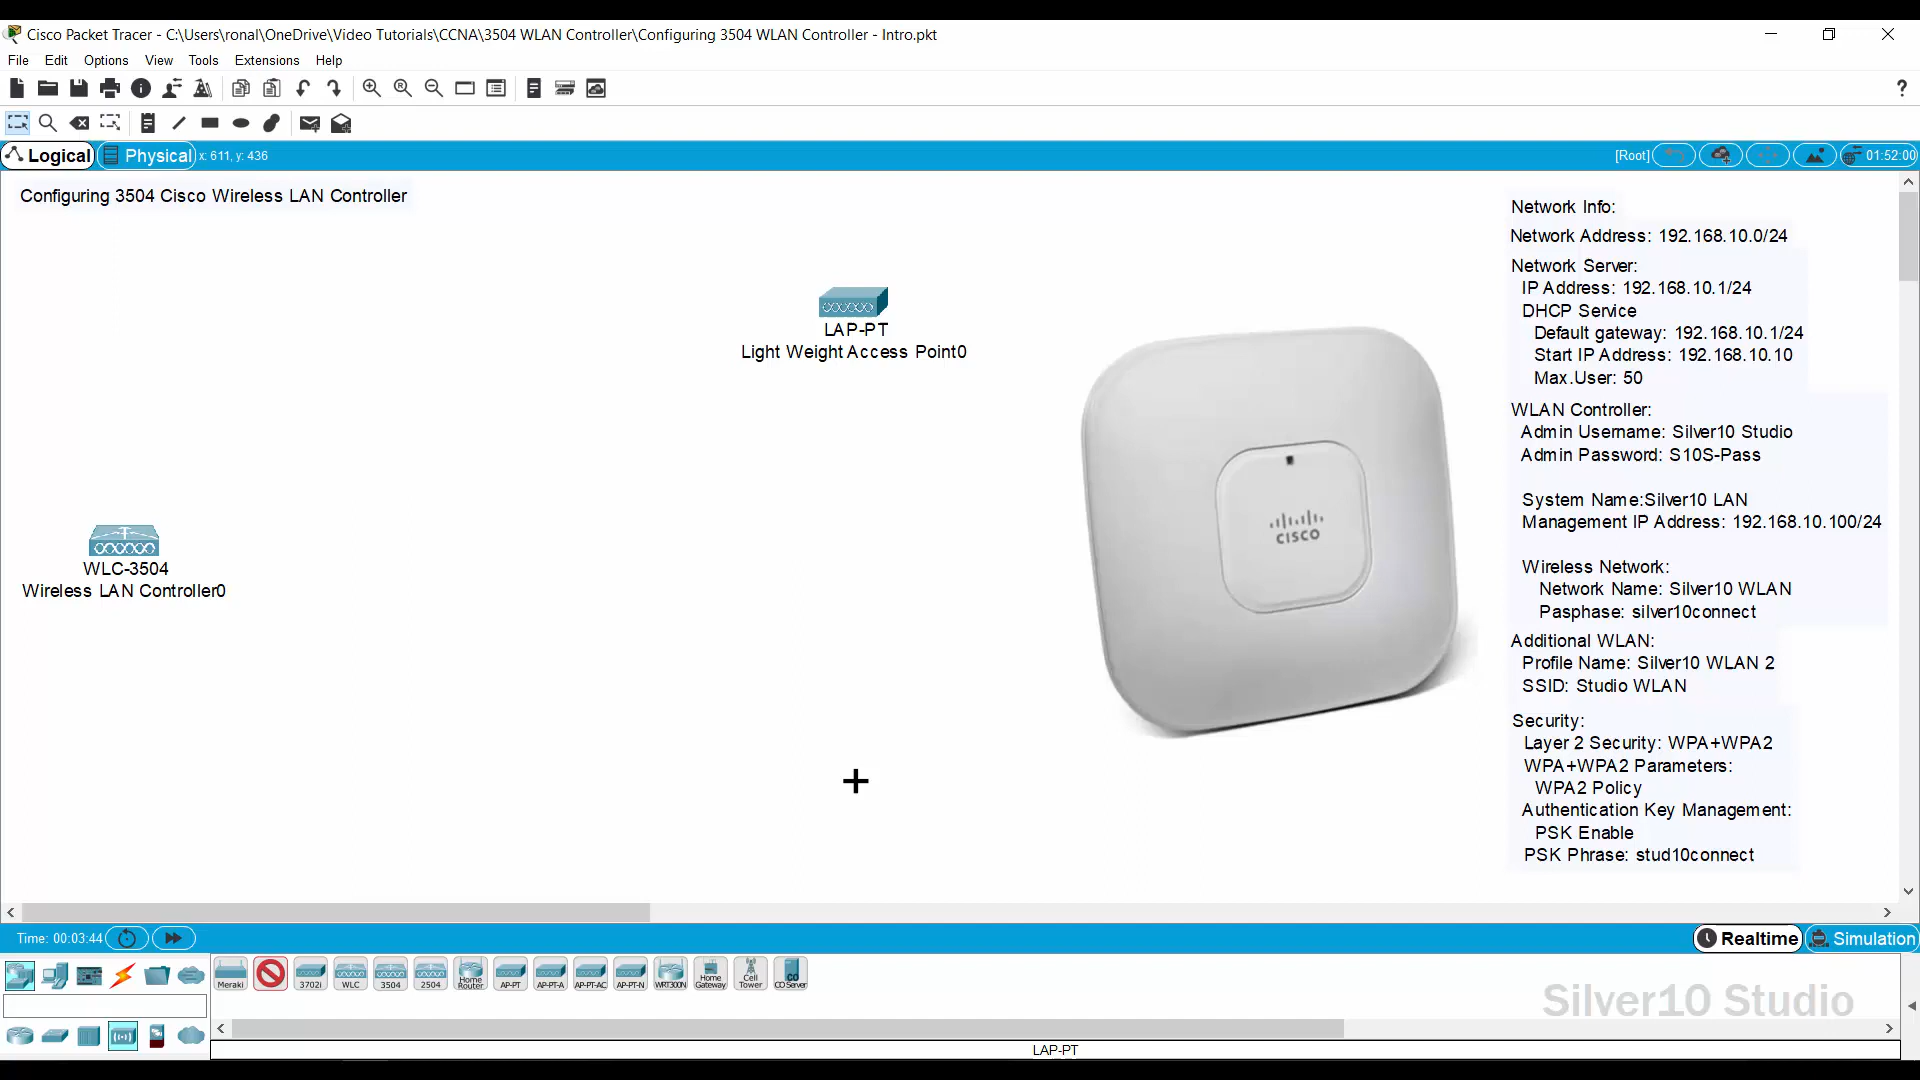 Cisco Packet Tracer - C:\Users\ronal\OneDrive\Video Tutorials\CCNA\3504 WLAN Controller\Configuring 3504 WLAN Controller - Intro.pkt
File Edit Options View Tools Extensions Help
Logical Physical x: 611, y: 436 [Root] 01:52:00
Configuring 3504 Cisco Wireless LAN Controller
LAP-PT
Light Weight Access Point0
WLC-3504
Wireless LAN Controller0
CISCO
Network Info:
Network Address: 192.168.10.0/24
Network Server:
IP Address: 192.168.10.1/24
DHCP Service
Default gateway: 192.168.10.1/24
Start IP Address: 192.168.10.10
Max.User: 50
WLAN Controller:
Admin Username: Silver10 Studio
Admin Password: S10S-Pass
System Name:Silver10 LAN
Management IP Address: 192.168.10.100/24
Wireless Network:
Network Name: Silver10 WLAN
Pasphase: silver10connect
Additional WLAN:
Profile Name: Silver10 WLAN 2
SSID: Studio WLAN
Security:
Layer 2 Security: WPA+WPA2
WPA+WPA2 Parameters:
WPA2 Policy
Authentication Key Management:
PSK Enable
PSK Phrase: stud10connect
Time: 00:03:44 Realtime Simulation
Meraki 3702i WLC 3504 2504 Home Router AP-PT AP-PT-A AP-PT-AC AP-PT-N WRT300N Home Gateway Cell Tower CO Server
Silver10 Studio
LAP-PT